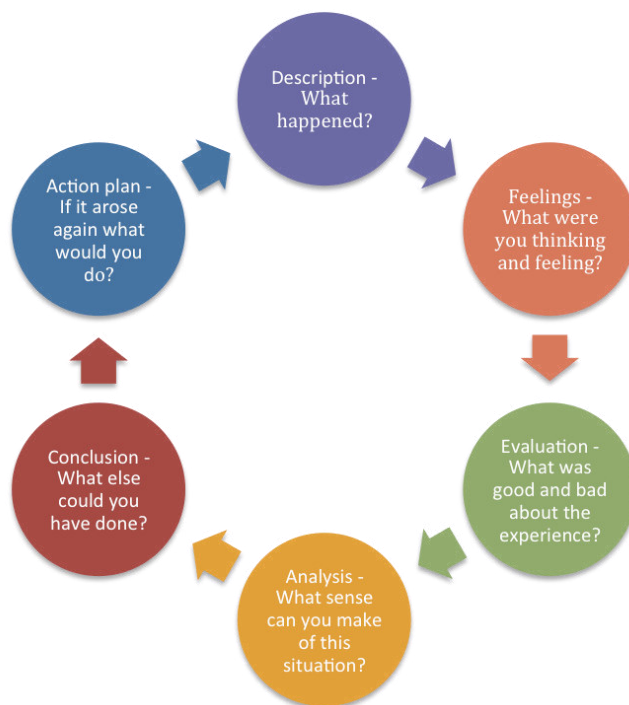 Description -
What
happened?
Feelings -
What were
you thinking
and feeling?
Evaluation -
What was
good and bad
about the
experience?
Analysis -
What sense
can you make
of this
situation?
Conclusion -
What else
could you
have done?
Action plan -
If it arose
again what
would you
do?